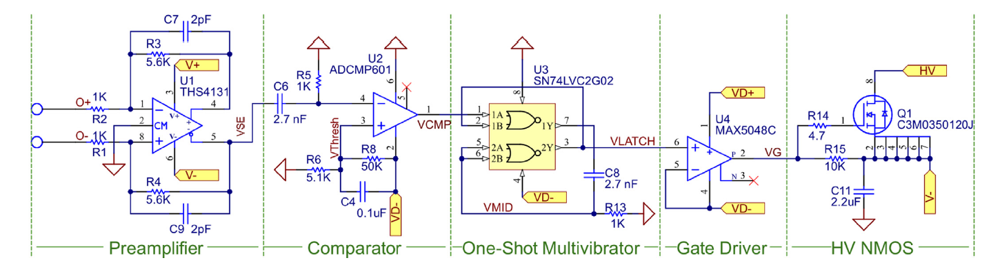 C7 2pF
R3
5.6K
V+
U1
THS4131
3
O+
1K
R2
1
4
2
CM
V+
V-
8
5
O-
1K
R1
6
V-
R4
5.6K
C9 2pF
VSE
Preamplifier
U2
ADCMP601
R5
1K
C6
2.7 nF
6
5
4
3
1
VCMP
VThresh
2
R8
50K
R6
5.1K
C4
0.1uF
VD-
Comparator
U3
SN74LVC2G02
8
1 1A
2 1B
1Y 7
5 2A
6 2B
2Y 3
4
VD-
VLATCH
C8
2.7 nF
VMID
R13
1K
One-Shot Multivibrator
VD+
U4
MAX5048C
1
6
5
P 2
N 3
4
VD-
VG
Gate Driver
HV
8
Q1
C3M0350120J
R14
4.7
1
R15
10K
2 3 4 5 6 7
C11
2.2uF
V-
HV NMOS